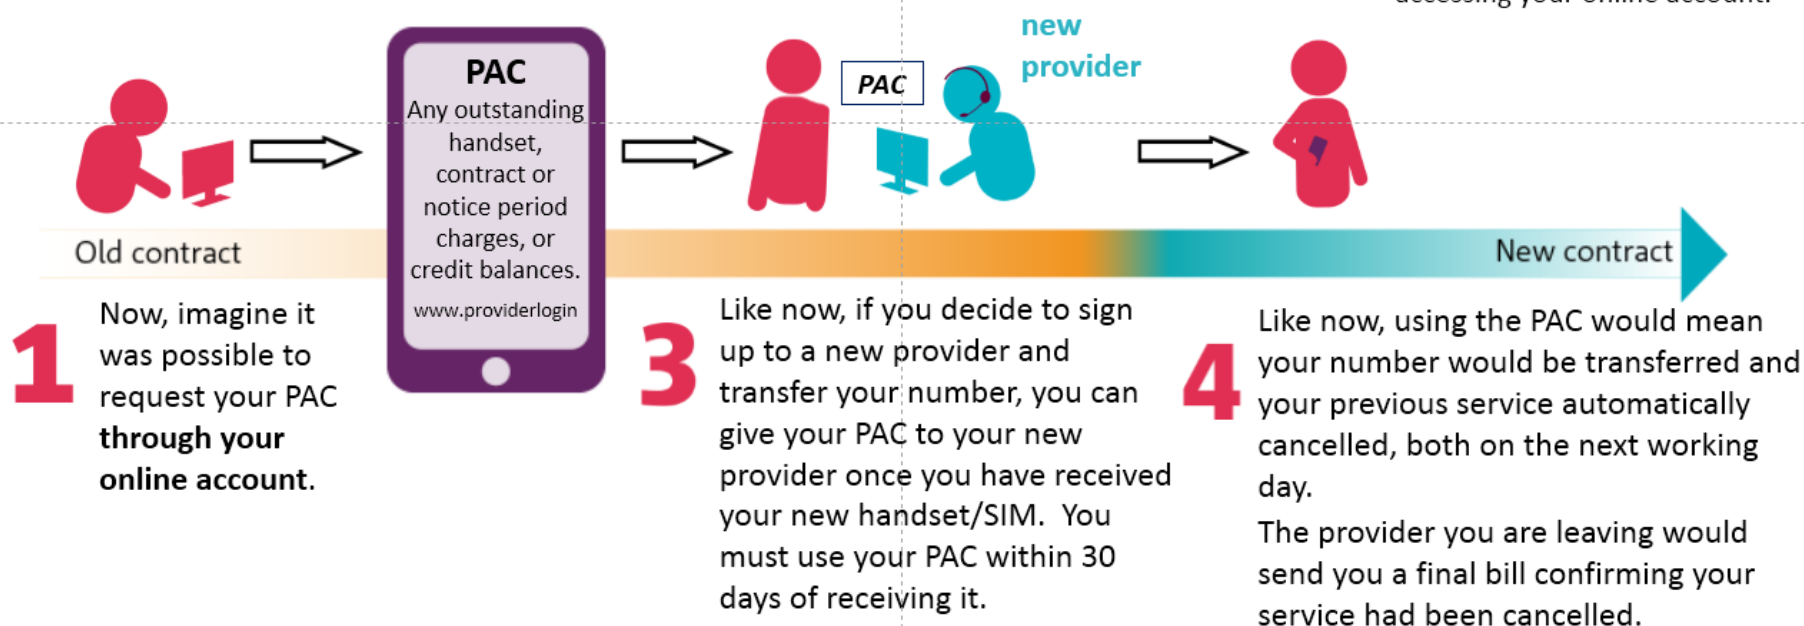 accessing your online account.
new
provider
PAC
Any outstanding
handset,
contract or
notice period
charges, or
credit balances.
www.providerlogin
PAC
Old contract
New contract
1
Now, imagine it
was possible to
request your PAC
through your
online account.
3
Like now, if you decide to sign
up to a new provider and
transfer your number, you can
give your PAC to your new
provider once you have received
your new handset/SIM.  You
must use your PAC within 30
days of receiving it.
4
Like now, using the PAC would mean
your number would be transferred and
your previous service automatically
cancelled, both on the next working
day.
The provider you are leaving would
send you a final bill confirming your
service had been cancelled.